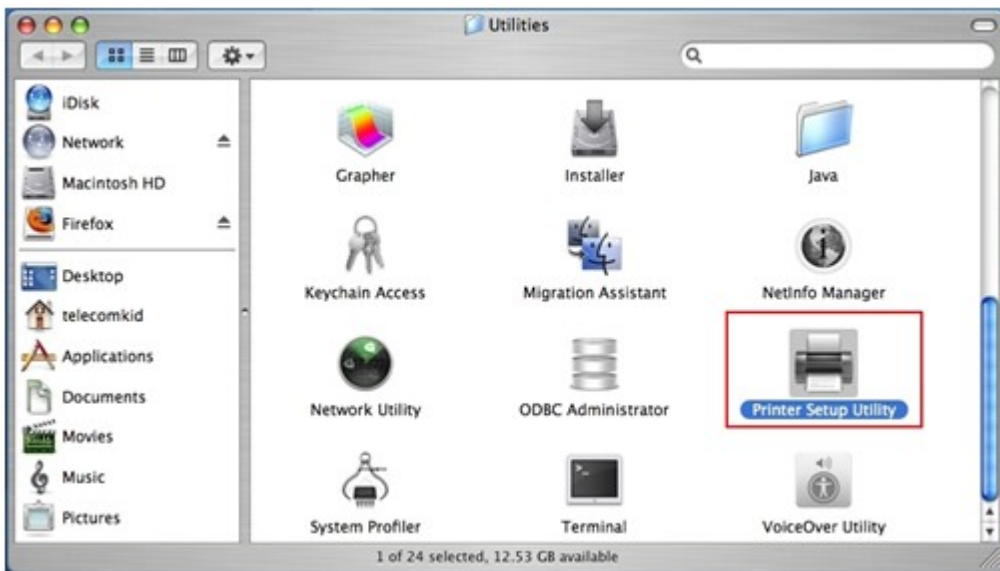 Utilities
iDisk
Network
Macintosh HD
Firefox
Desktop
telecomkid
Applications
Documents
Movies
Music
Pictures
Grapher
Installer
Java
Keychain Access
Migration Assistant
NetInfo Manager
Network Utility
ODBC Administrator
Printer Setup Utility
System Profiler
Terminal
VoiceOver Utility
1 of 24 selected, 12.53 GB available